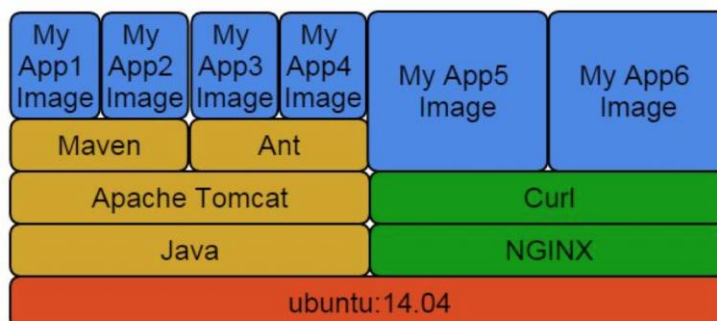 My
App1
Image
My
App2
Image
My
App3
Image
My
App4
Image
My App5
Image
My App6
Image
Maven
Ant
Apache Tomcat
Curl
Java
NGINX
ubuntu:14.04